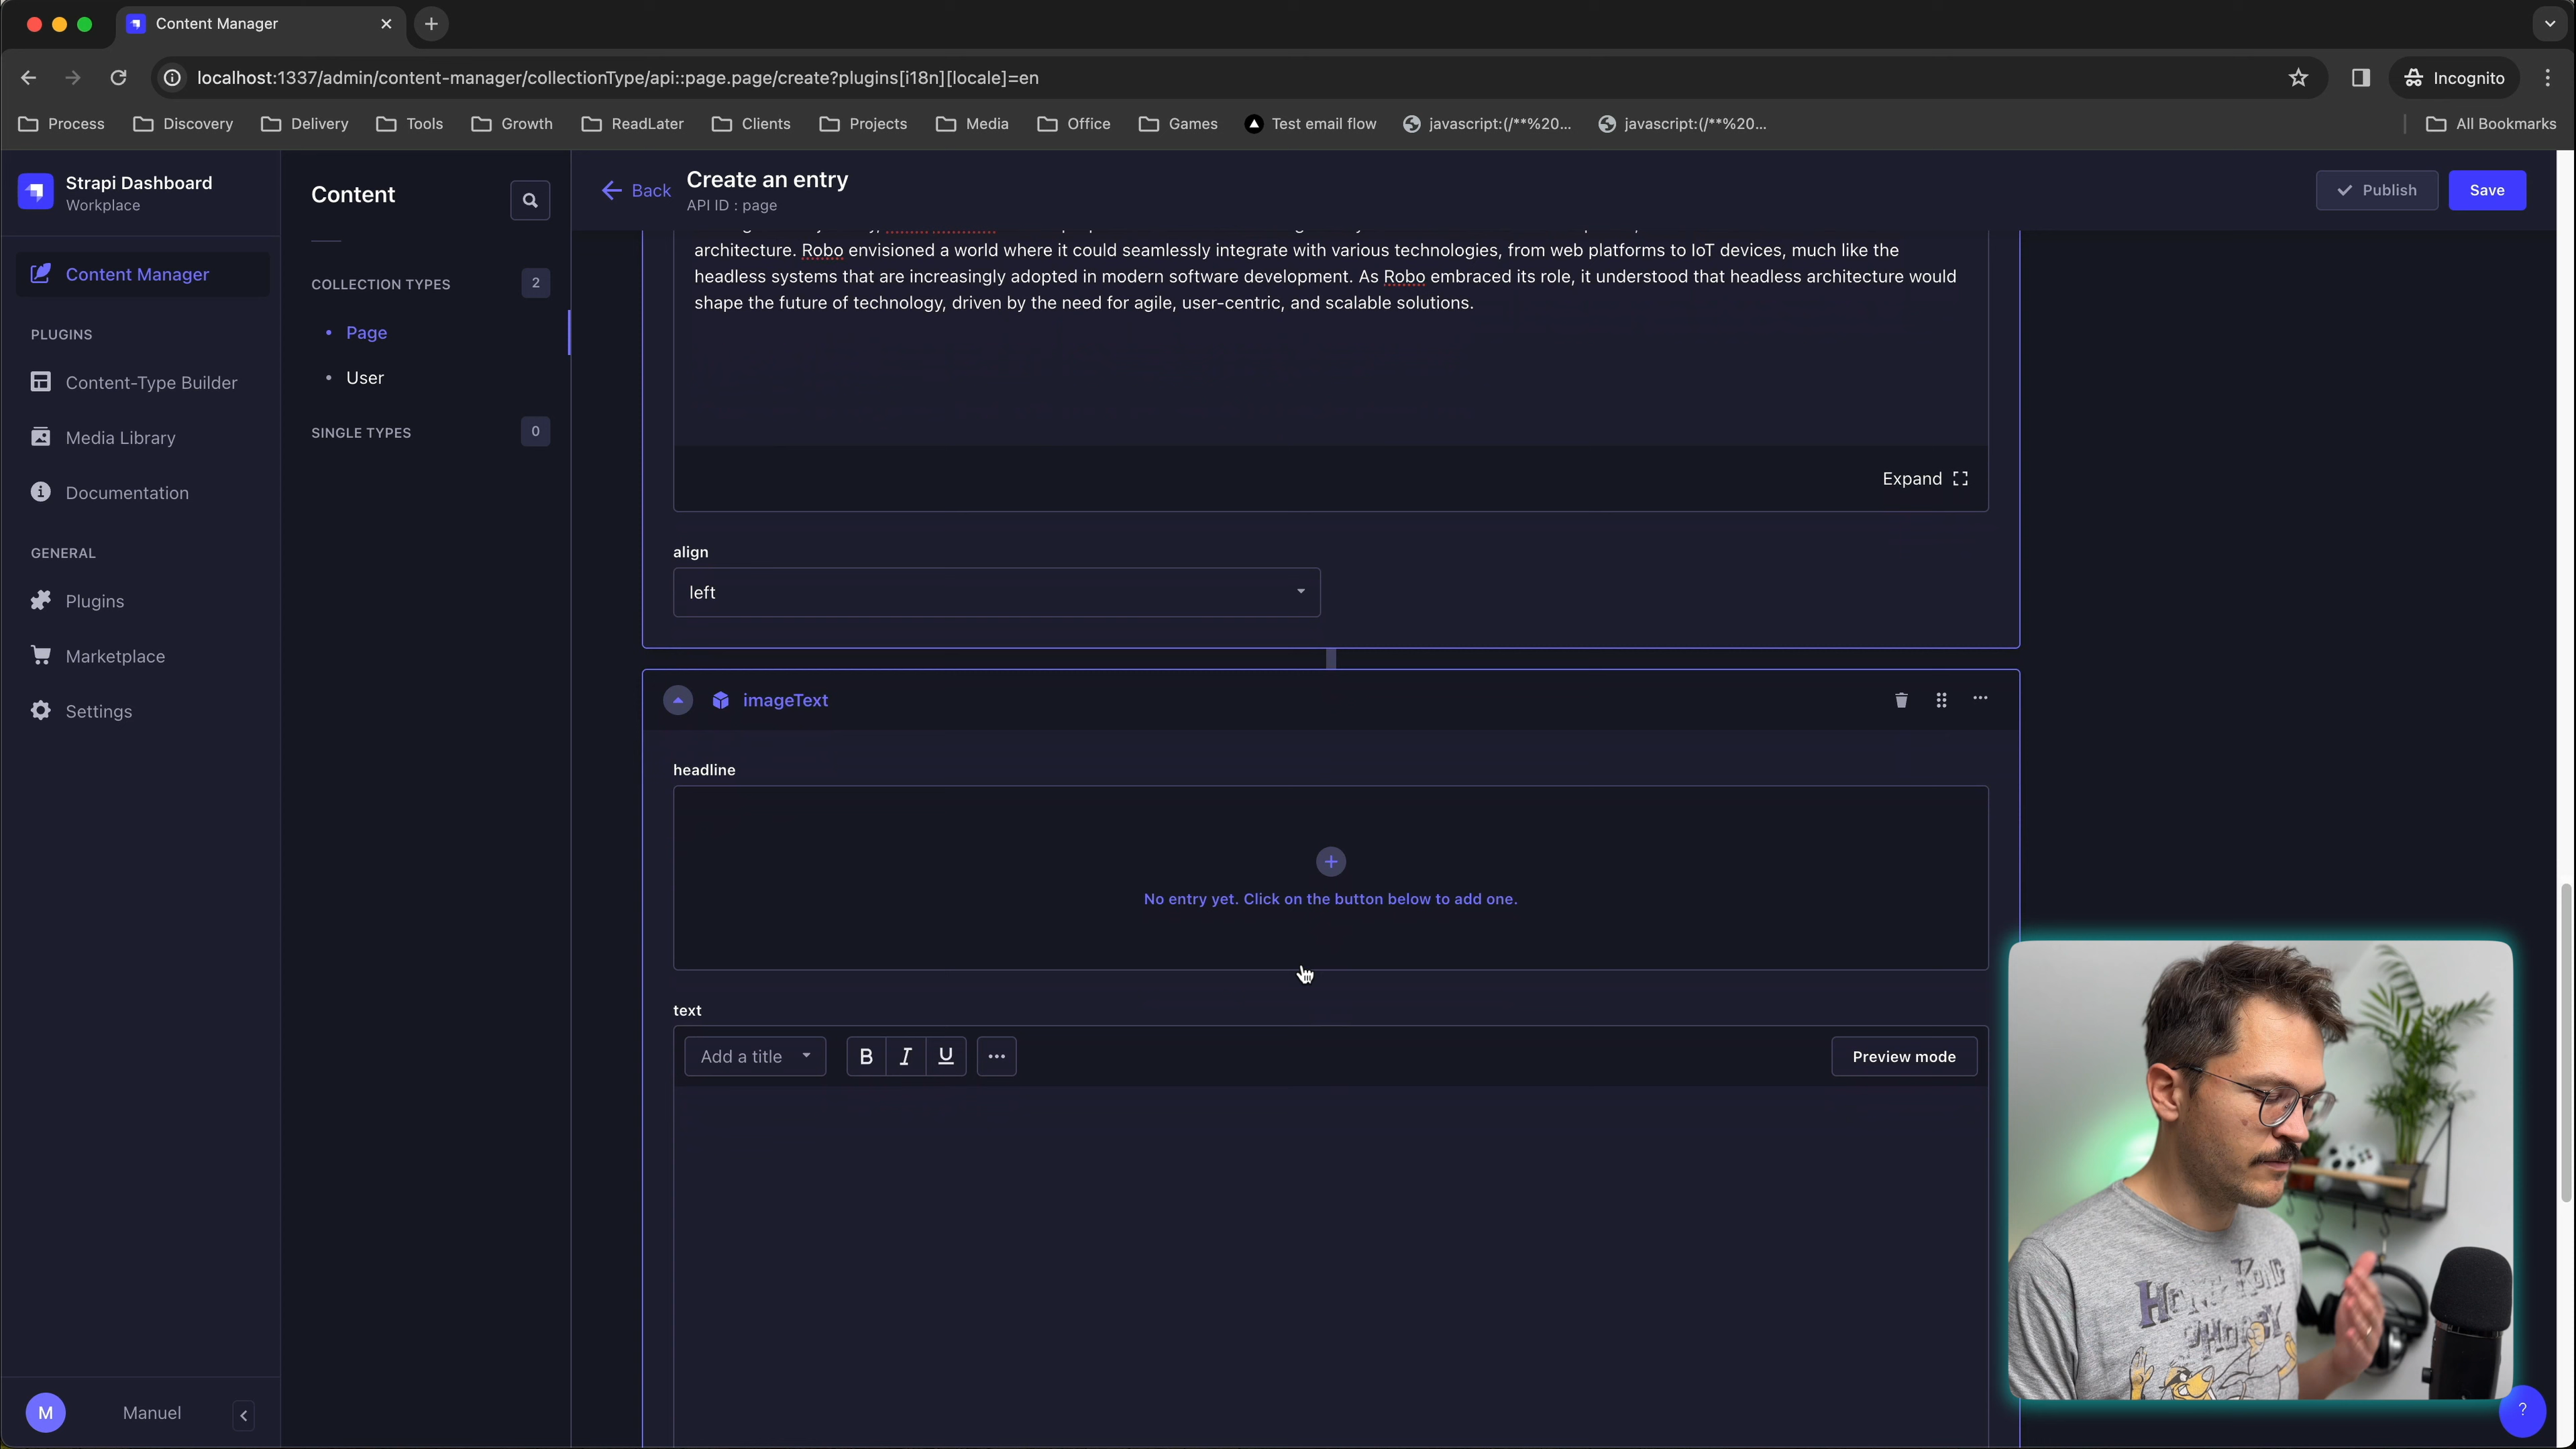 Content Manager
localhost:1337/admin/content-manager/collectionType/api::page.page/create?plugins[i18n][locale]=en
Incognito
Process
Discovery
Delivery
Tools
Growth
ReadLater
Clients
Projects
Media
Office
Games
Test email flow
javascript:(/**%20...
javascript:(/**%20...
All Bookmarks
Strapi Dashboard
Workplace
Content Manager
PLUGINS
Content-Type Builder
Media Library
Documentation
GENERAL
Plugins
Marketplace
Settings
M
Manuel
Content
COLLECTION TYPES
2
Page
User
SINGLE TYPES
0
Back
Create an entry
API ID : page
Publish
Save
architecture. Robo envisioned a world where it could seamlessly integrate with various technologies, from web platforms to IoT devices, much like the
headless systems that are increasingly adopted in modern software development. As Robo embraced its role, it understood that headless architecture would
shape the future of technology, driven by the need for agile, user-centric, and scalable solutions.
Expand
align
left
imageText
headline
No entry yet. Click on the button below to add one.
text
Add a title
B
I
U
Preview mode
HONG KONG
PHOOEY
?